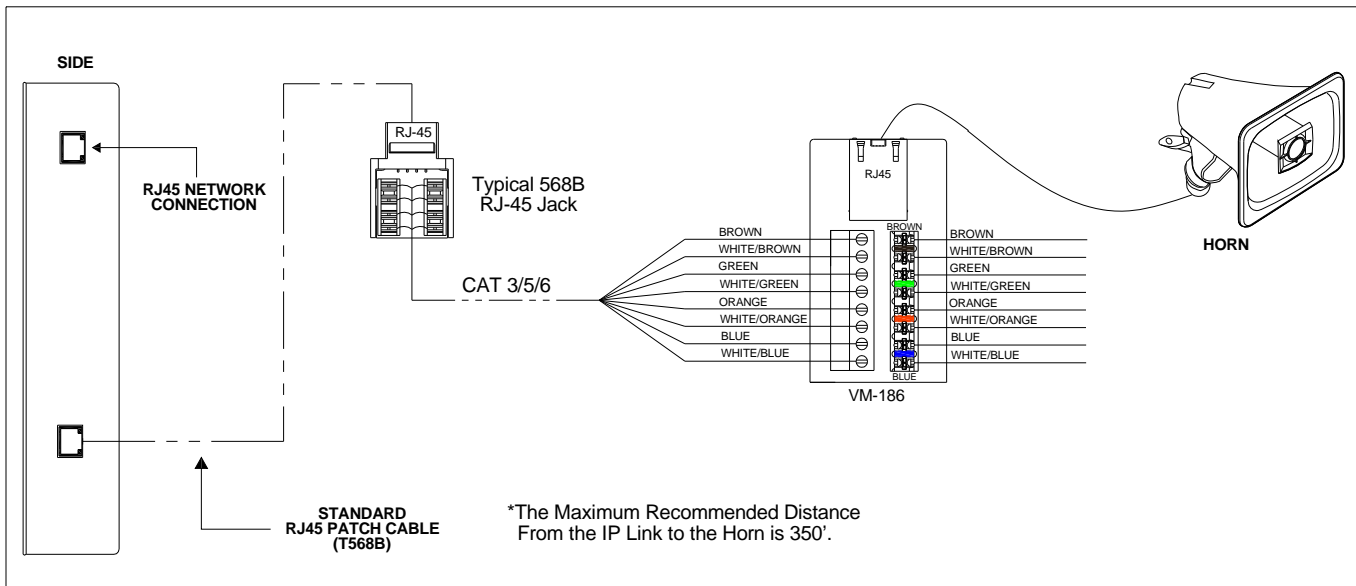 SIDE
RJ45 NETWORK
CONNECTION
RJ-45
Typical 568B
RJ-45 Jack
CAT 3/5/6
STANDARD
RJ45 PATCH CABLE
(T568B)
*The Maximum Recommended Distance
From the IP Link to the Horn is 350’.
BROWN
WHITE/BROWN
GREEN
WHITE/GREEN
ORANGE
WHITE/ORANGE
BLUE
WHITE/BLUE
RJ45
BROWN
BLUE
VM-186
BROWN
WHITE/BROWN
GREEN
WHITE/GREEN
ORANGE
WHITE/ORANGE
BLUE
WHITE/BLUE
HORN